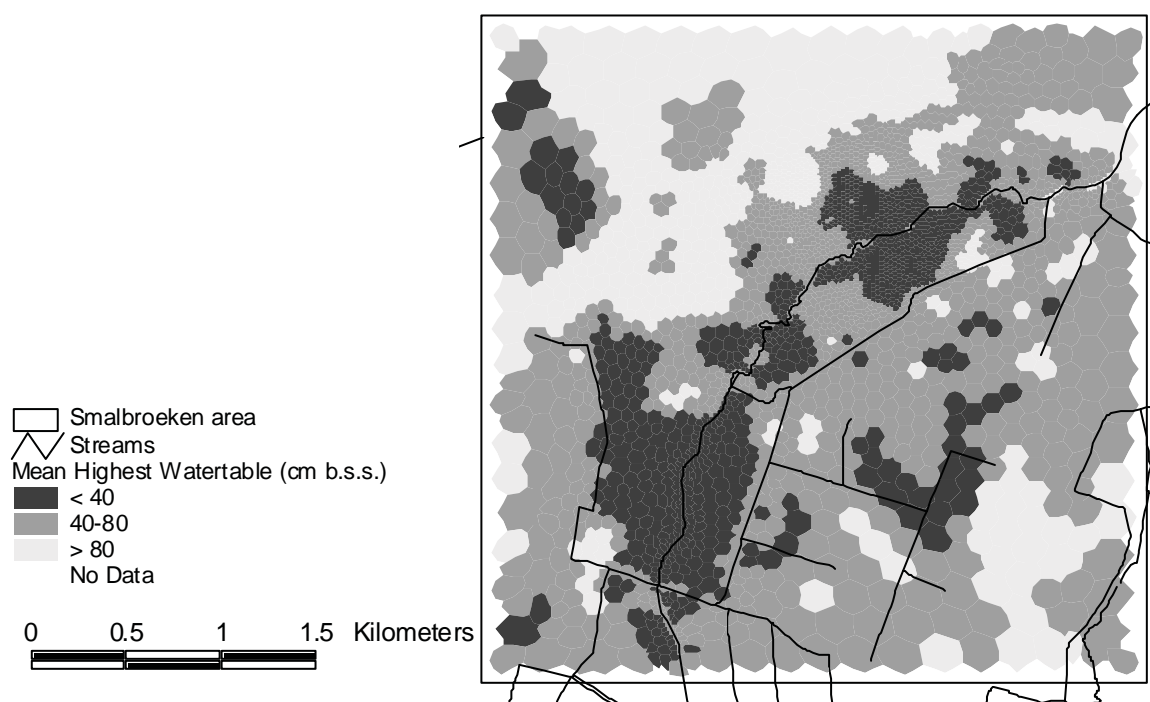 Smalbroeken area
Streams
Mean Highest Watertable (cm b.s.s.)
< 40
40-80
> 80
No Data
0 0.5 1 1.5 Kilometers